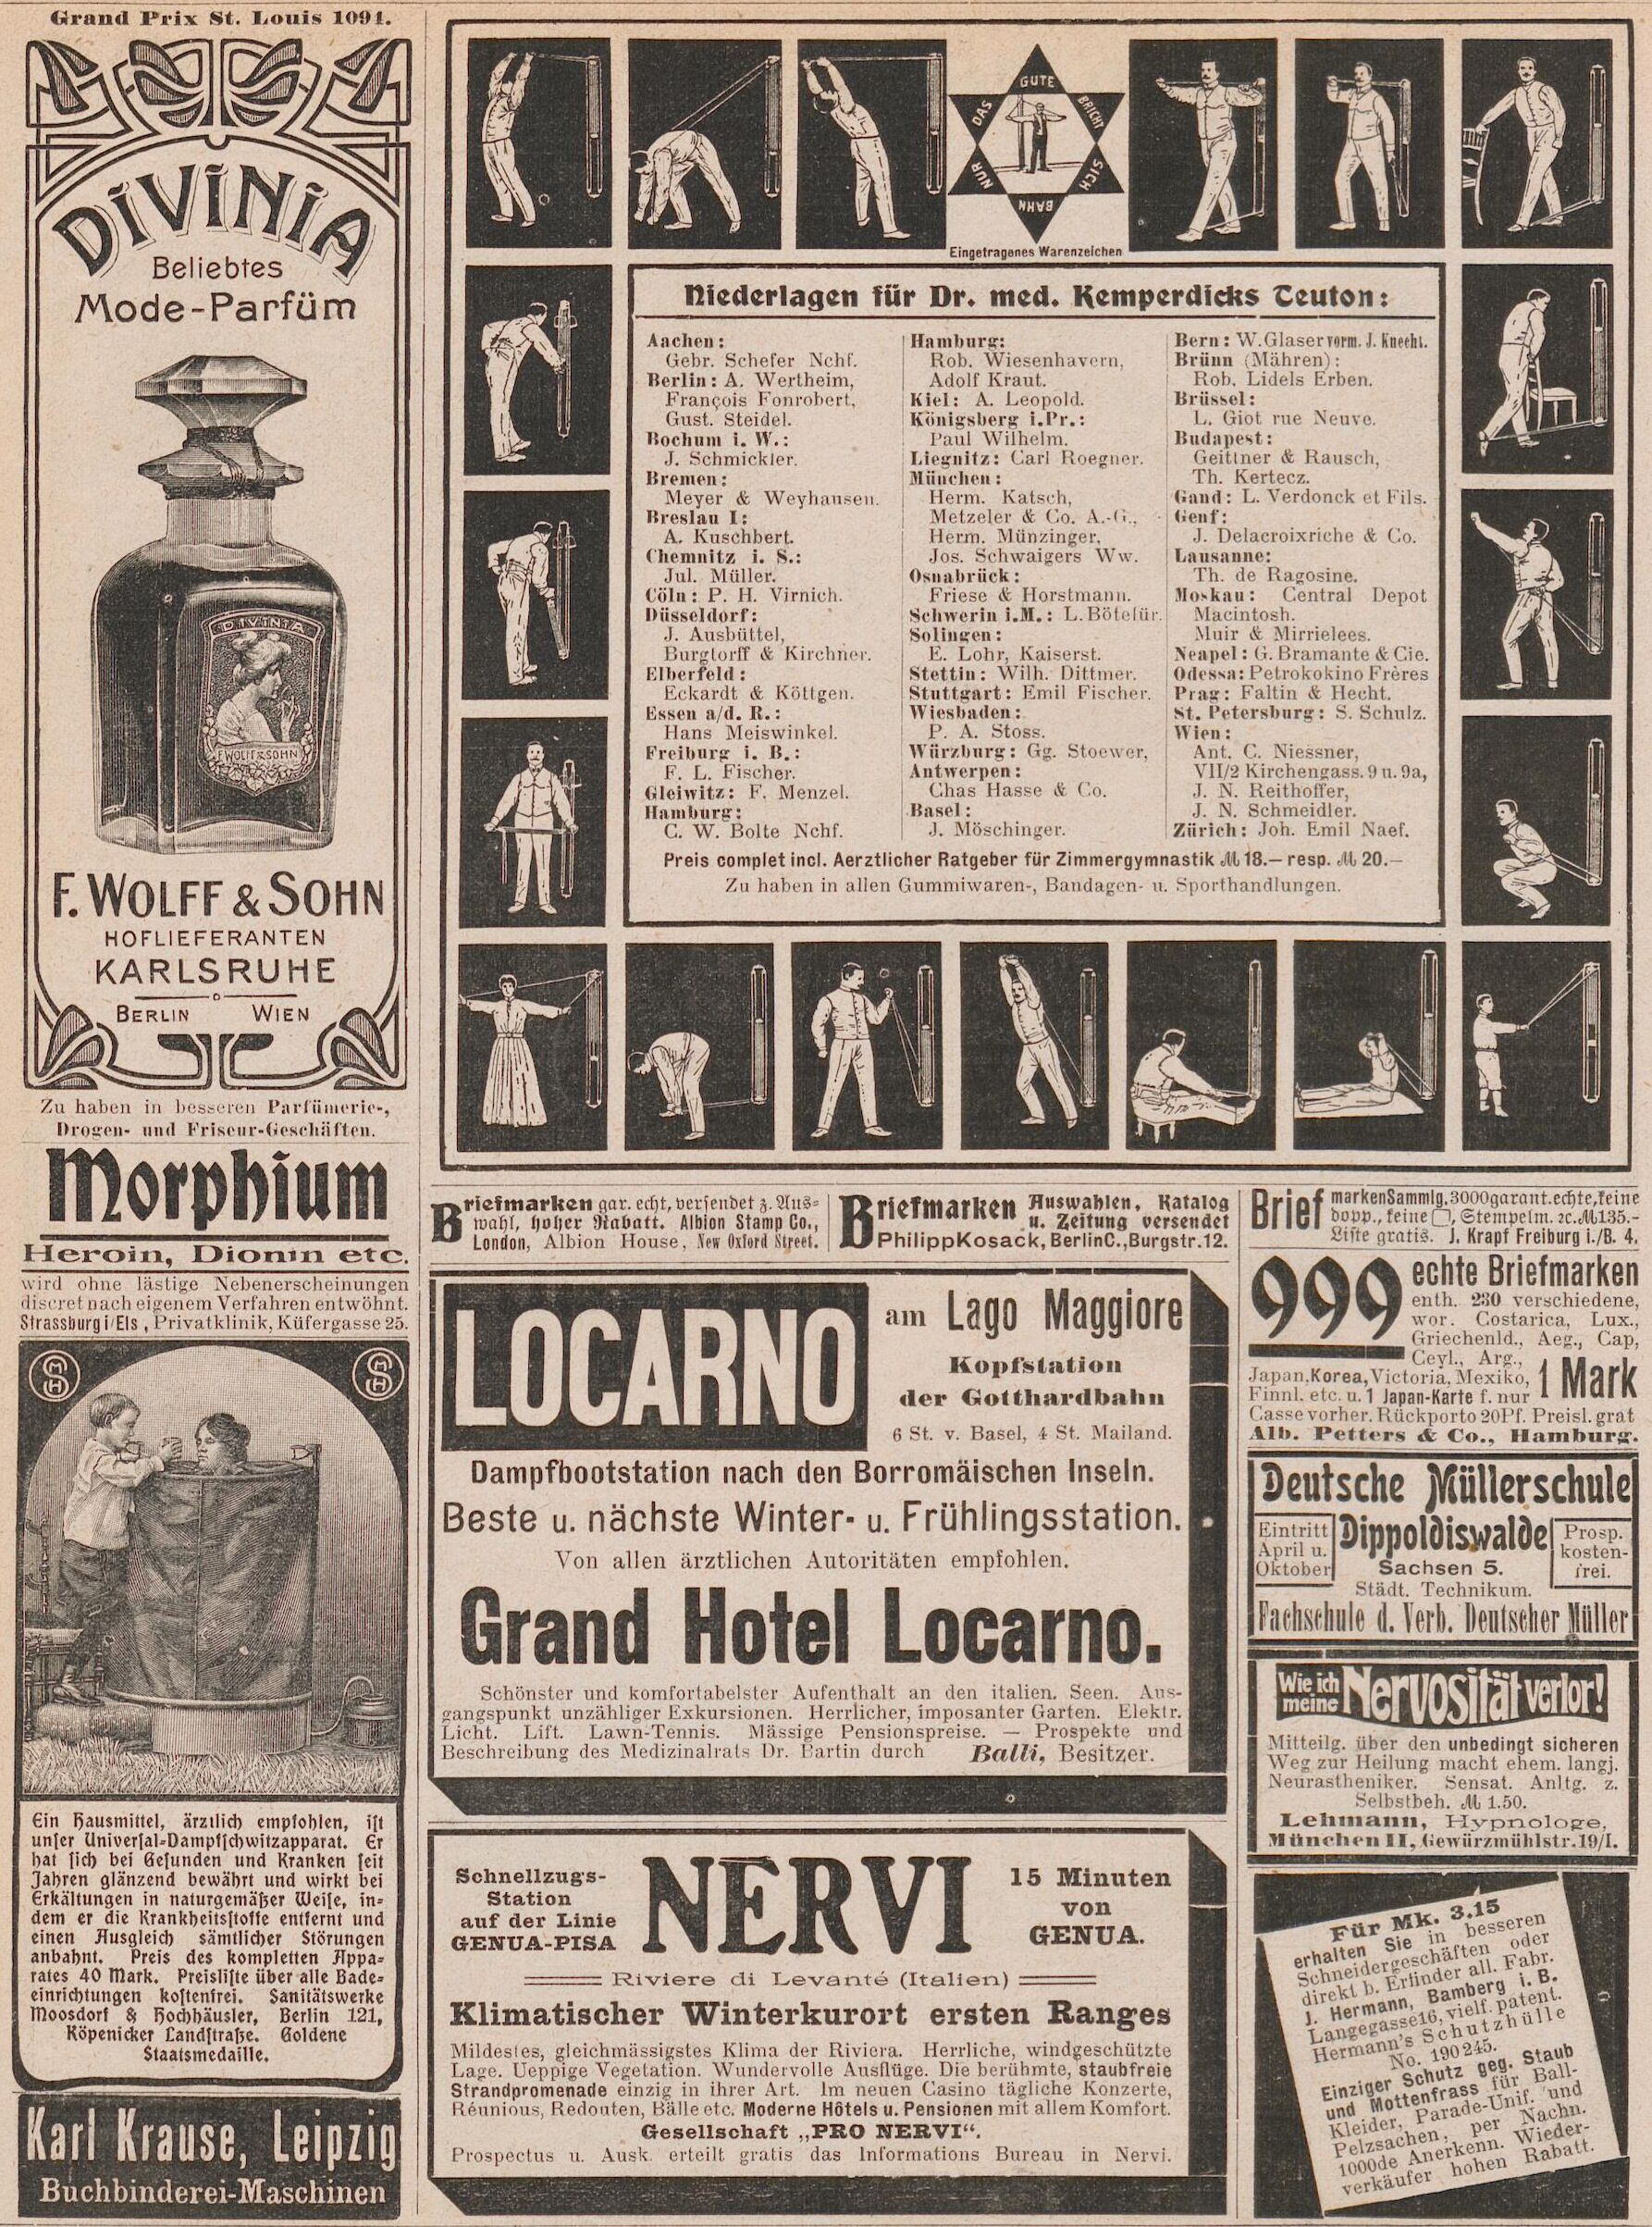 Grand Prix St. Louis 1094.
DiViNiA
Beliebtes
Mode-Parfüm
DIVINIA
F. WOLFF & SOHN
F. WOLFF & SOHN
HOFLIEFERANTEN
KARLSRUHE
BERLIN WIEN
Zu haben in besseren Parfümerie-,
Drogen- und Friseur-Geschäften.
Morphium
Heroin, Dionin etc.
wird ohne lästige Nebenerscheinungen
discret nach eigenem Verfahren entwöhnt.
Strassburg i/Els, Privatklinik, Küfergasse 25.
Ein Hausmittel, ärztlich empfohlen, ist
unser Universal-Dampfschwitzapparat. Er
hat sich bei Gesunden und Kranken seit
Jahren glänzend bewährt und wirkt bei
Erkältungen in naturgemäßer Weise, in-
dem er die Krankheitsstoffe entfernt und
einen Ausgleich sämtlicher Störungen
anbahnt. Preis des kompletten Appa-
rates 40 Mark. Preisliste über alle Bade-
einrichtungen kostenfrei. Sanitätswerke
Moosdorf & Hochhäusler, Berlin 121,
Köpenicker Landstraße. Goldene
Staatsmedaille.
Karl Krause, Leipzig
Buchbinderei-Maschinen
NUR DAS GUTE BRICHT SICH BAHN
Eingetragenes Warenzeichen
Niederlagen für Dr. med. Kemperdicks Teuton:
Aachen:
Gebr. Schefer Nchf.
Berlin: A. Wertheim,
François Fonrobert,
Gust. Steidel.
Bochum i. W.:
J. Schmickler.
Bremen:
Meyer & Weyhausen.
Breslau I:
A. Kuschbert.
Chemnitz i. S.:
Jul. Müller.
Cöln: P. H. Virnich.
Düsseldorf:
J. Ausbüttel,
Burgtorff & Kirchner.
Elberfeld:
Eckardt & Köttgen.
Essen a/d. R.:
Hans Meiswinkel.
Freiburg i. B.:
F. L. Fischer.
Gleiwitz: F. Menzel.
Hamburg:
C. W. Bolte Nchf.
Hamburg:
Rob. Wiesenhavern,
Adolf Kraut.
Kiel: A. Leopold.
Königsberg i.Pr.:
Paul Wilhelm.
Liegnitz: Carl Roegner.
München:
Herm. Katsch,
Metzeler & Co. A.-G.,
Herm. Münzinger,
Jos. Schwaigers Ww.
Osnabrück:
Friese & Horstmann.
Schwerin i.M.: L. Bötefür.
Solingen:
E. Lohr, Kaiserst.
Stettin: Wilh. Dittmer.
Stuttgart: Emil Fischer.
Wiesbaden:
P. A. Stoss.
Würzburg: Gg. Stoewer,
Antwerpen:
Chas Hasse & Co.
Basel:
J. Möschinger.
Bern: W. Glaser vorm. J. Knecht.
Brünn (Mähren):
Rob. Lidels Erben.
Brüssel:
L. Giot rue Neuve.
Budapest:
Geittner & Rausch,
Th. Kertecz.
Gand: L. Verdonck et Fils.
Genf:
J. Delacroixriche & Co.
Lausanne:
Th. de Ragosine.
Moskau: Central Depot
Macintosh.
Muir & Mirrielees.
Neapel: G. Bramante & Cie.
Odessa: Petrokokino Frères
Prag: Faltin & Hecht.
St. Petersburg: S. Schulz.
Wien:
Ant. C. Niessner,
VII/2 Kirchengass. 9 u. 9a,
J. N. Reithoffer,
J. N. Schmeidler.
Zürich: Joh. Emil Naef.
Preis complet incl. Aerztlicher Ratgeber für Zimmergymnastik M 18.— resp. M 20.—
Zu haben in allen Gummiwaren-, Bandagen- u. Sporthandlungen.
Briefmarken gar. echt, versendet z. Aus-
wahl, hoher Rabatt. Albion Stamp Co.,
London, Albion House, New Oxford Street.
Briefmarken Auswahlen, Katalog
u. Zeitung versendet
Philipp Kosack, Berlin C., Burgstr. 12.
Brief marken Sammlg. 3000 garant. echte, keine
dopp., keine □, Stempelm. 2c. M 135.-
Liste gratis. J. Krapf Freiburg i./B. 4.
LOCARNO
am Lago Maggiore
Kopfstation
der Gotthardbahn
6 St. v. Basel, 4 St. Mailand.
Dampfbootstation nach den Borromäischen Inseln.
Beste u. nächste Winter- u. Frühlingsstation.
Von allen ärztlichen Autoritäten empfohlen.
Grand Hotel Locarno.
Schönster und komfortabelster Aufenthalt an den italien. Seen. Aus-
gangspunkt unzähliger Exkursionen. Herrlicher, imposanter Garten. Elektr.
Licht. Lift. Lawn-Tennis. Mässige Pensionspreise. — Prospekte und
Beschreibung des Medizinalrats Dr. Bartin durch Balli, Besitzer.
Schnellzugs-
Station
auf der Linie
GENUA-PISA
NERVI
15 Minuten
von
GENUA.
Riviere di Levanté (Italien)
Klimatischer Winterkurort ersten Ranges
Mildestes, gleichmässigstes Klima der Riviera. Herrliche, windgeschützte
Lage. Ueppige Vegetation. Wundervolle Ausflüge. Die berühmte, staubfreie
Strandpromenade einzig in ihrer Art. Im neuen Casino tägliche Konzerte,
Réunious, Redouten, Bälle etc. Moderne Hôtels u. Pensionen mit allem Komfort.
Gesellschaft „PRO NERVI“.
Prospectus u. Ausk. erteilt gratis das Informations Bureau in Nervi.
999 echte Briefmarken
enth. 230 verschiedene,
wor. Costarica, Lux.,
Griechenld., Aeg., Cap,
Ceyl., Arg.,
Japan, Korea, Victoria, Mexiko,
Finnl. etc. u. 1 Japan-Karte f. nur 1 Mark
Casse vorher. Rückporto 20 Pf. Preisl. grat
Alb. Petters & Co., Hamburg.
Deutsche Müllerschule
Eintritt
April u.
Oktober
Dippoldiswalde
Sachsen 5.
Prosp.
kosten-
frei.
Städt. Technikum.
Fachschule d. Verb. Deutscher Müller
Wie ich
meine Nervosität verlor!
Mitteilg. über den unbedingt sicheren
Weg zur Heilung macht ehem. langj.
Neurastheniker. Sensat. Anltg. z.
Selbstbeh. M 1.50.
Lehmann, Hypnologe,
München II, Gewürzmühlstr. 19/I.
Für Mk. 3.15
erhalten Sie in besseren
Schneidergeschäften oder
direkt b. Erfinder all. Fabr.
J. Hermann, Bamberg i. B.
Langegasse 16, vielf. patent.
Hermann's Schutzhülle
No. 190 245.
Einziger Schutz geg. Staub
und Mottenfrass für Ball-
Kleider, Parade-Unif. und
Pelzsachen, per Nachn.
1000de Anerkenn. Wieder-
verkäufer hohen Rabatt.